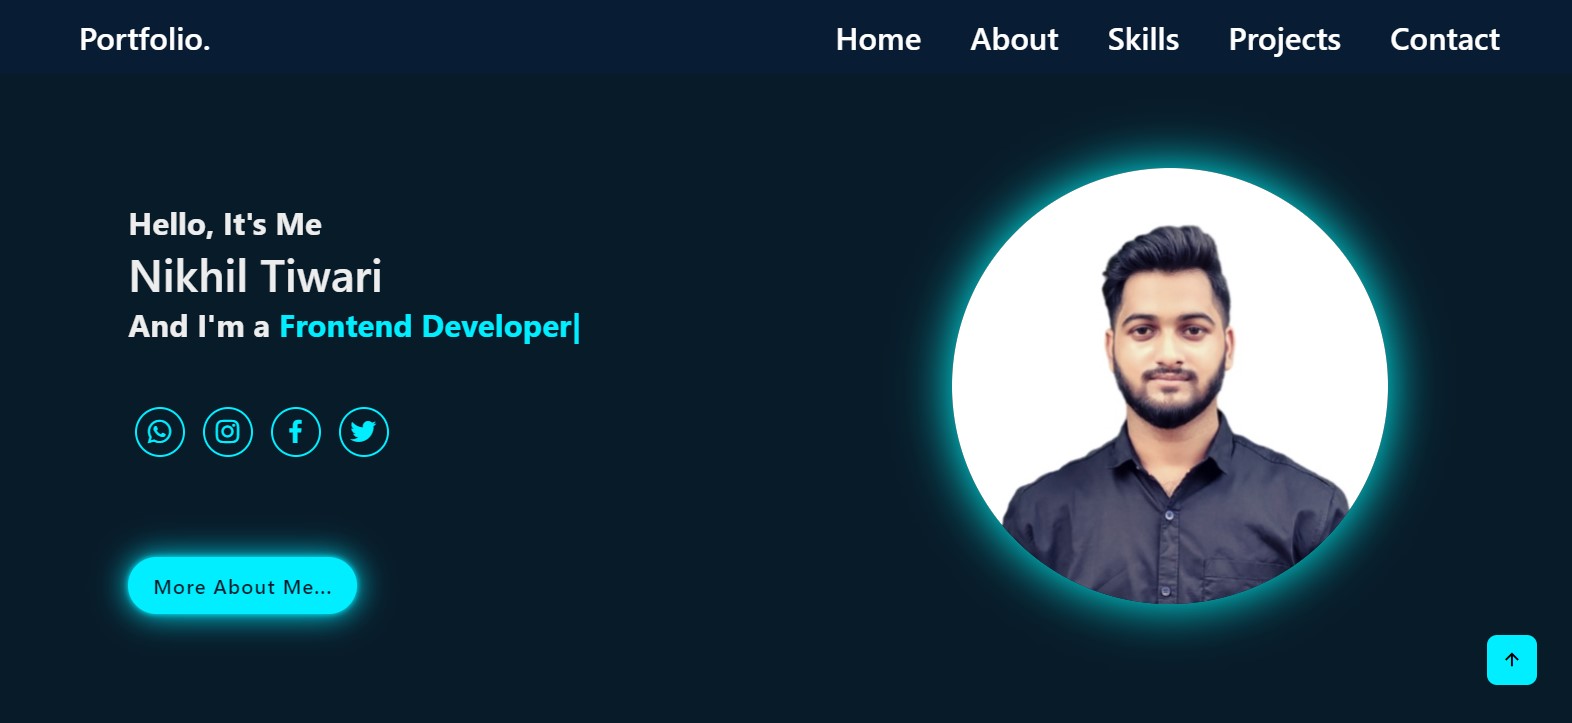 Portfolio.
Home About Skills Projects Contact
Hello, It's Me
Nikhil Tiwari
And I'm a Frontend Developer|
More About Me...